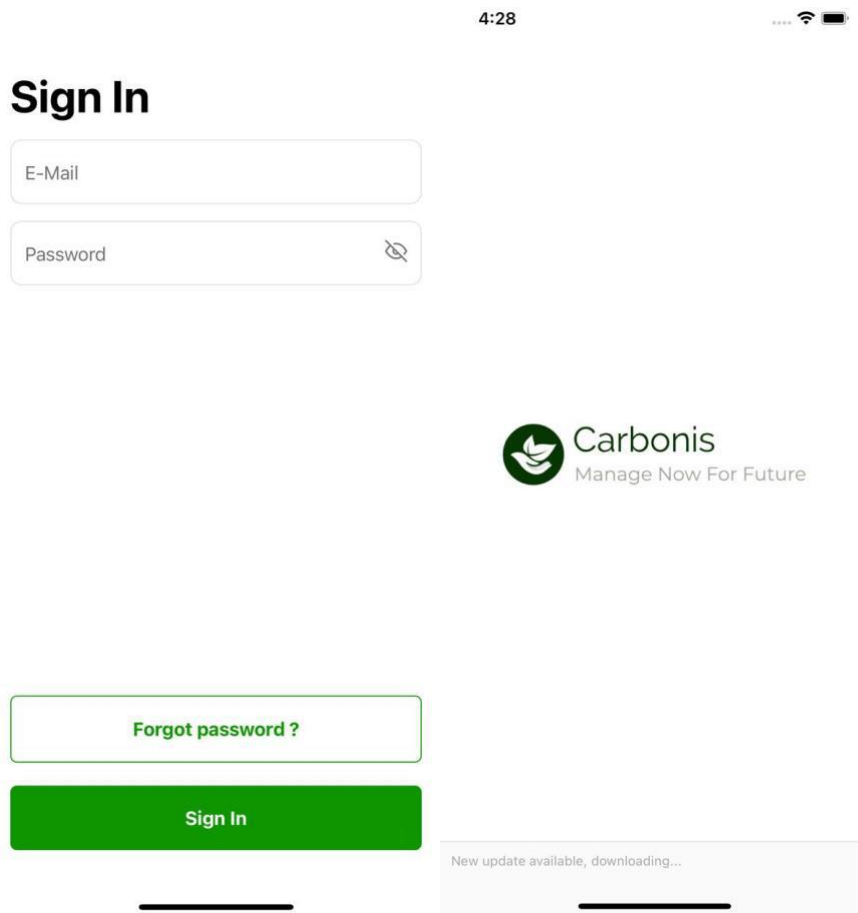 Sign In
E-Mail
Password
Forgot password ?
Sign In
4:28
Carbonis
Manage Now For Future
New update available, downloading...